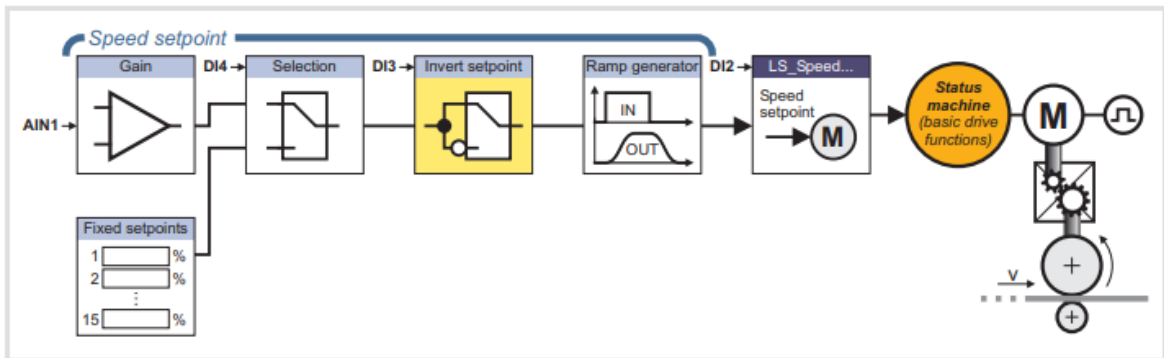 Speed setpoint
Gain
DI4
Selection
DI3
Invert setpoint
Ramp generator
DI2
LS_Speed...
AIN1
IN
OUT
Speed
setpoint
M
Status
machine
(basic drive
functions)
M
Fixed setpoints
1 %
2 %
⋮
15 %
V